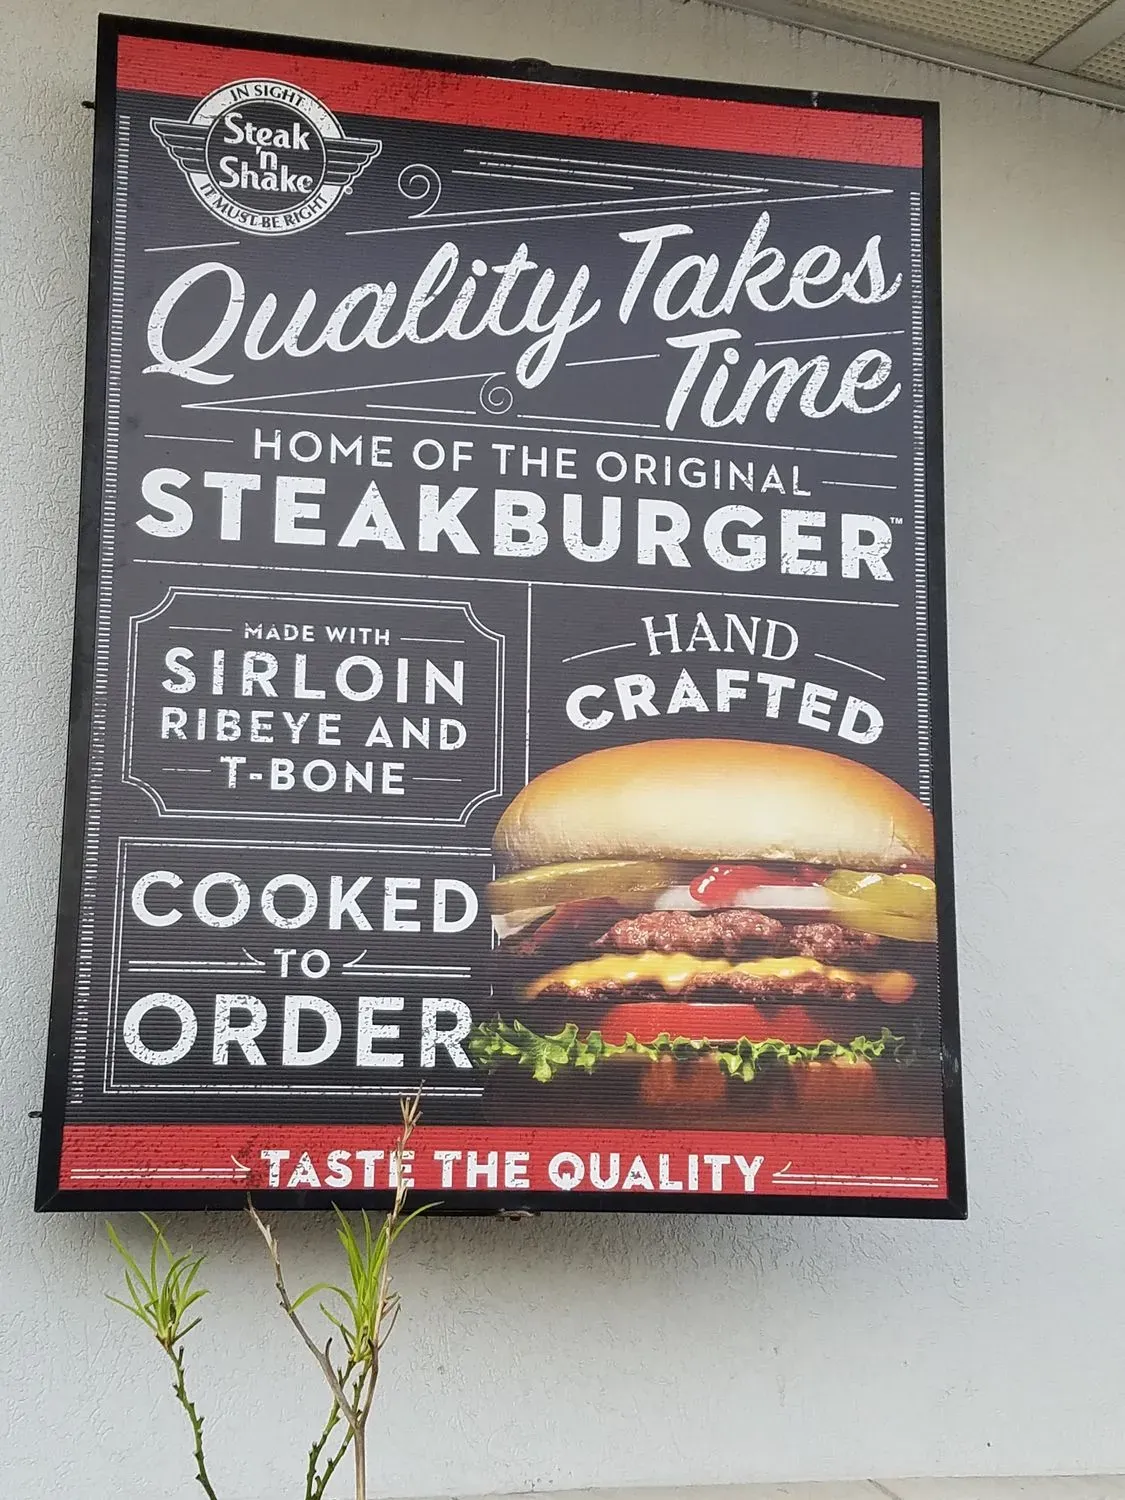 IN SIGHT
Steak
'n
Shake
IT MUST BE RIGHT
Quality Takes
Time
HOME OF THE ORIGINAL
STEAKBURGER™
MADE WITH
SIRLOIN
RIBEYE AND
T-BONE
HAND
CRAFTED
COOKED
TO
ORDER
TASTE THE QUALITY